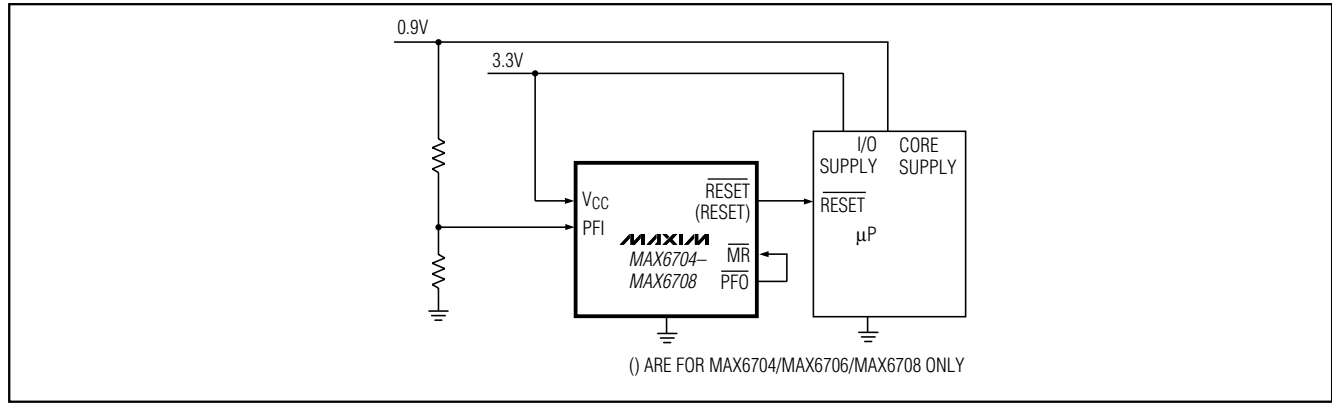 0.9V
3.3V
I/O SUPPLY
CORE SUPPLY
VCC
PFI
RESET
(RESET)
MAXIM
MAX6704–
MAX6708
MR
PFO
RESET
μP
() ARE FOR MAX6704/MAX6706/MAX6708 ONLY